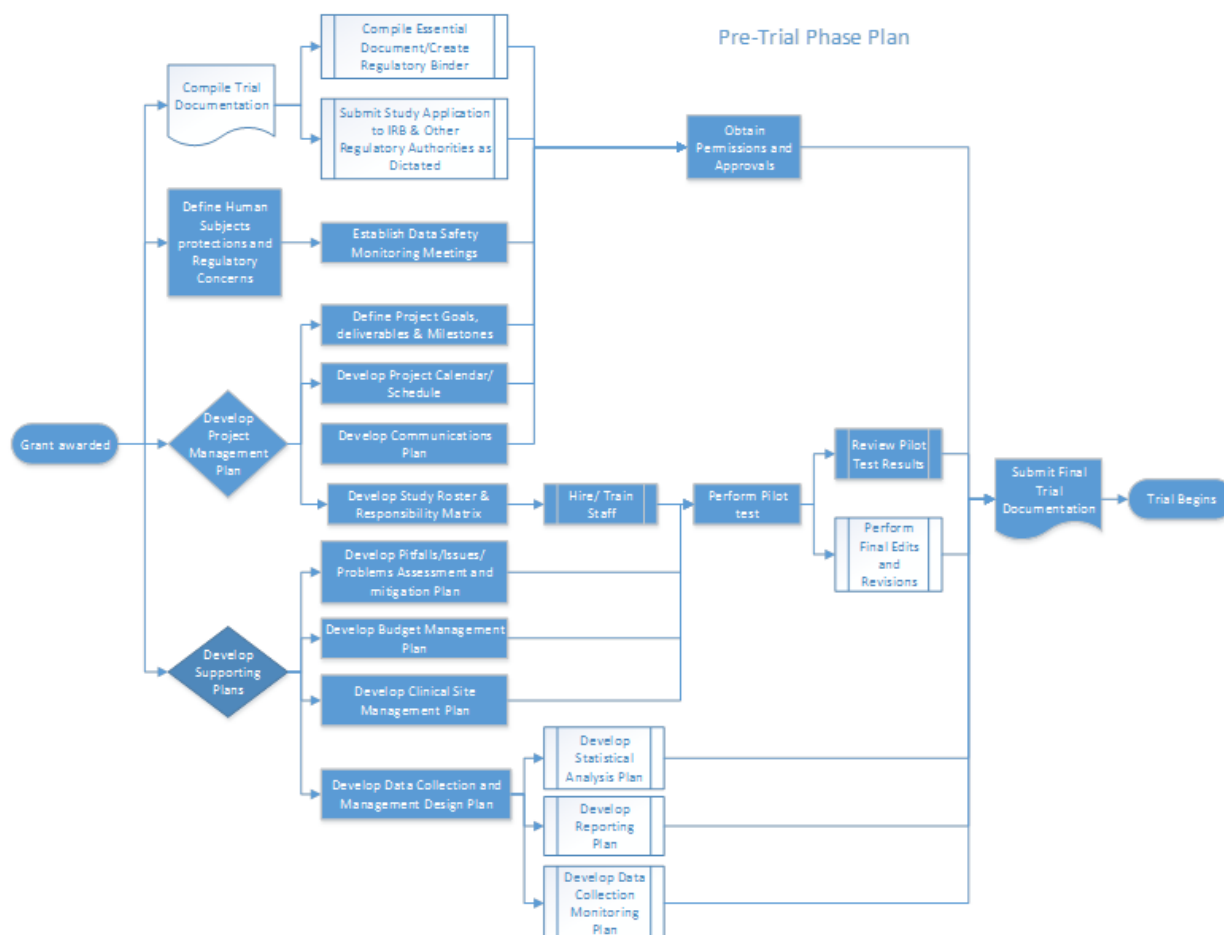 Pre-Trial Phase Plan
Compile Essential
Document/Create
Regulatory Binder
Compile Trial
Documentation
Submit Study Application
to IRB & Other
Regulatory Authorities as
Dictated
Obtain
Permissions and
Approvals
Define Human
Subjects
protections and
Regulatory
Concerns
Establish Data Safety
Monitoring Meetings
Define Project Goals,
deliverables & Milestones
Develop Project Calendar/
Schedule
Grant awarded
Develop
Project
Management
Plan
Develop Communications
Plan
Develop Study Roster &
Responsibility Matrix
Hire/ Train
Staff
Perform Pilot
test
Review Pilot
Test Results
Perform
Final Edits
and
Revisions
Submit Final
Trial
Documentation
Trial Begins
Develop Pitfalls/Issues/
Problems Assessment and
mitigation Plan
Develop Budget Management
Plan
Develop
Supporting
Plans
Develop Clinical Site
Management Plan
Develop Data Collection and
Management Design Plan
Develop
Statistical
Analysis Plan
Develop
Reporting
Plan
Develop Data
Collection
Monitoring
Plan